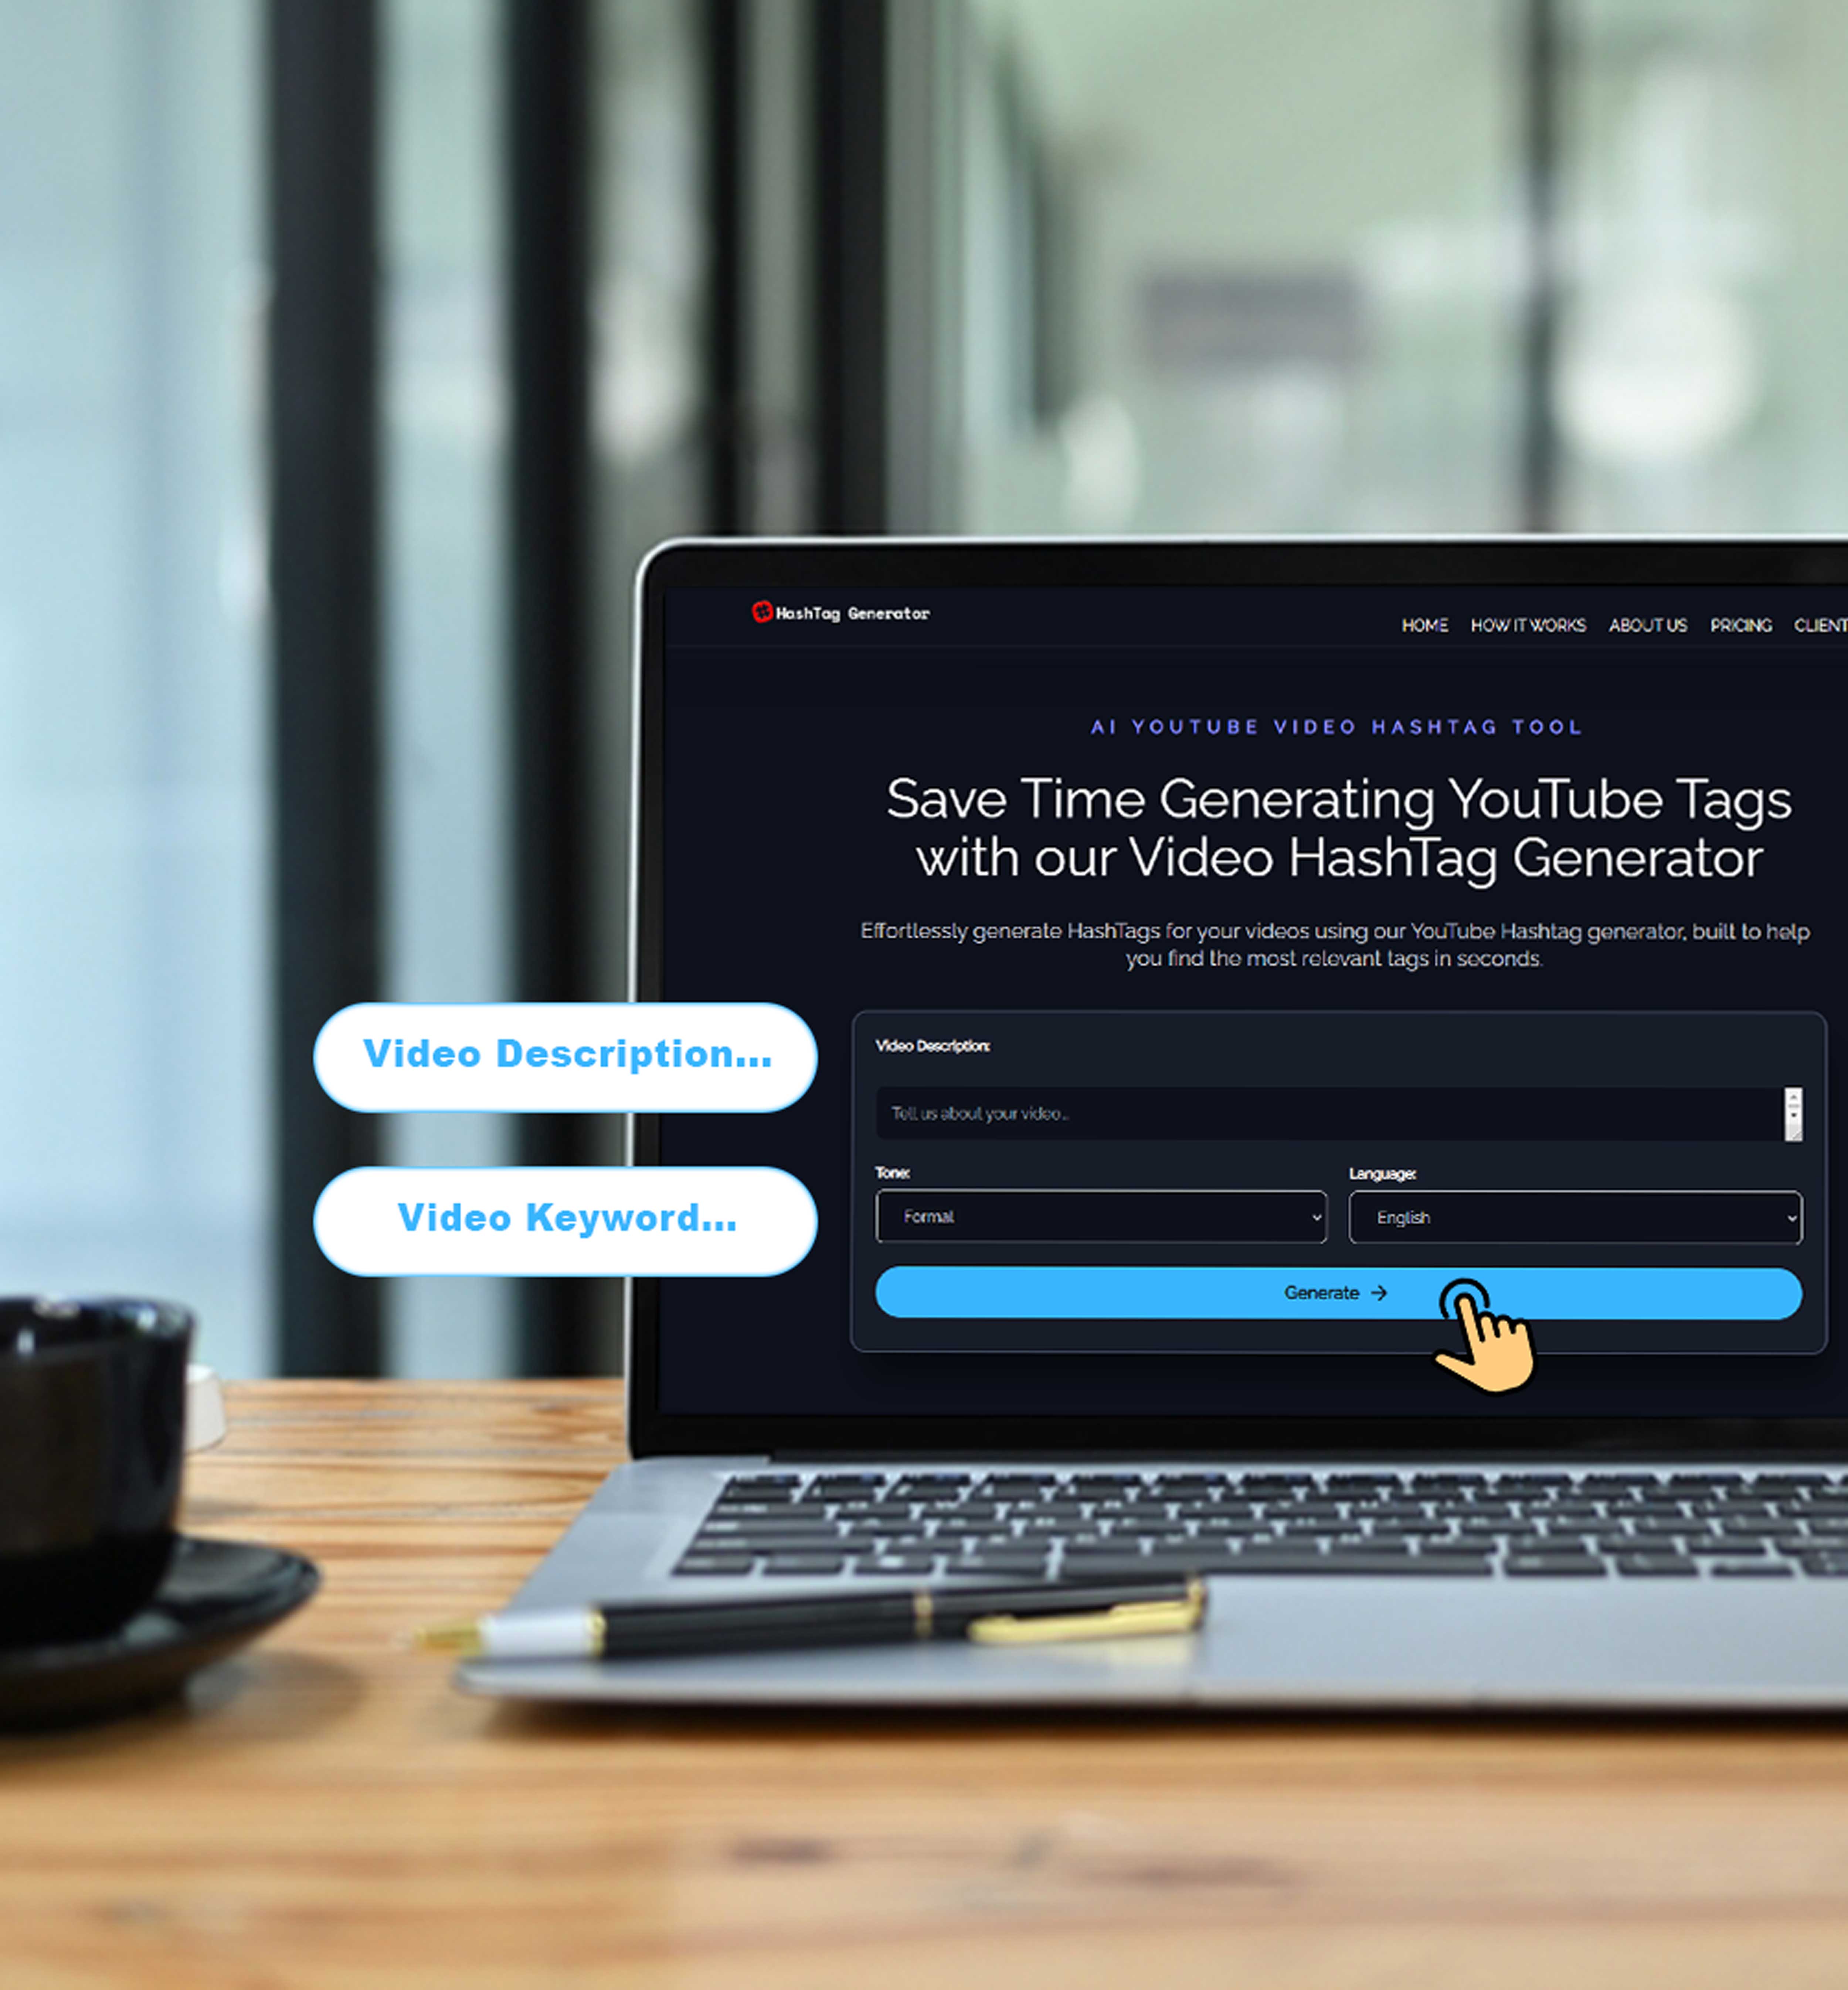 HashTag Generator
HOME HOW IT WORKS ABOUT US PRICING CLIENT
AI YOUTUBE VIDEO HASHTAG TOOL
Save Time Generating YouTube Tags
with our Video HashTag Generator
Effortlessly generate HashTags for your videos using our YouTube Hashtag generator, built to help
you find the most relevant tags in seconds.
Video Description...
Video Keyword...
Video Description:
Tell us about your video...
Tone:
Language:
Formal
English
Generate →